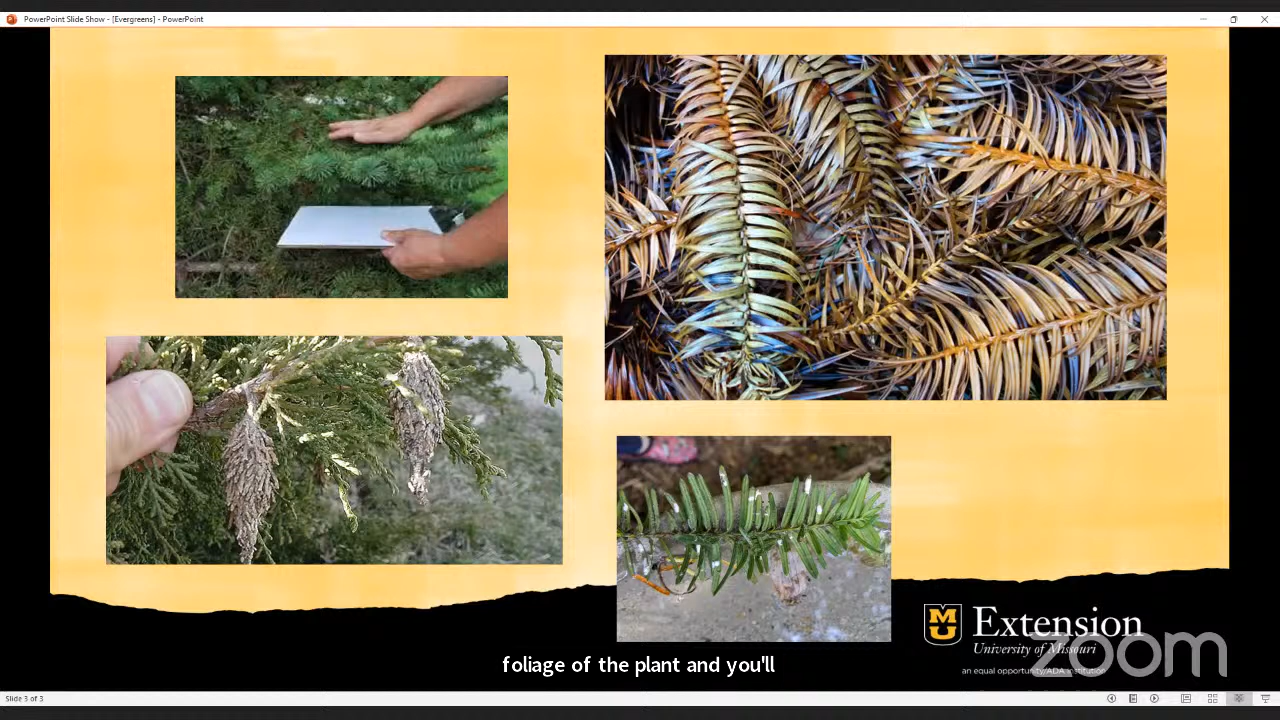 PowerPoint Slide Show - [Evergreens] - PowerPoint
MU
Extension
University of Missouri
an equal opportunity/ADA institution
zoom
foliage of the plant and you'll
Slide 3 of 3